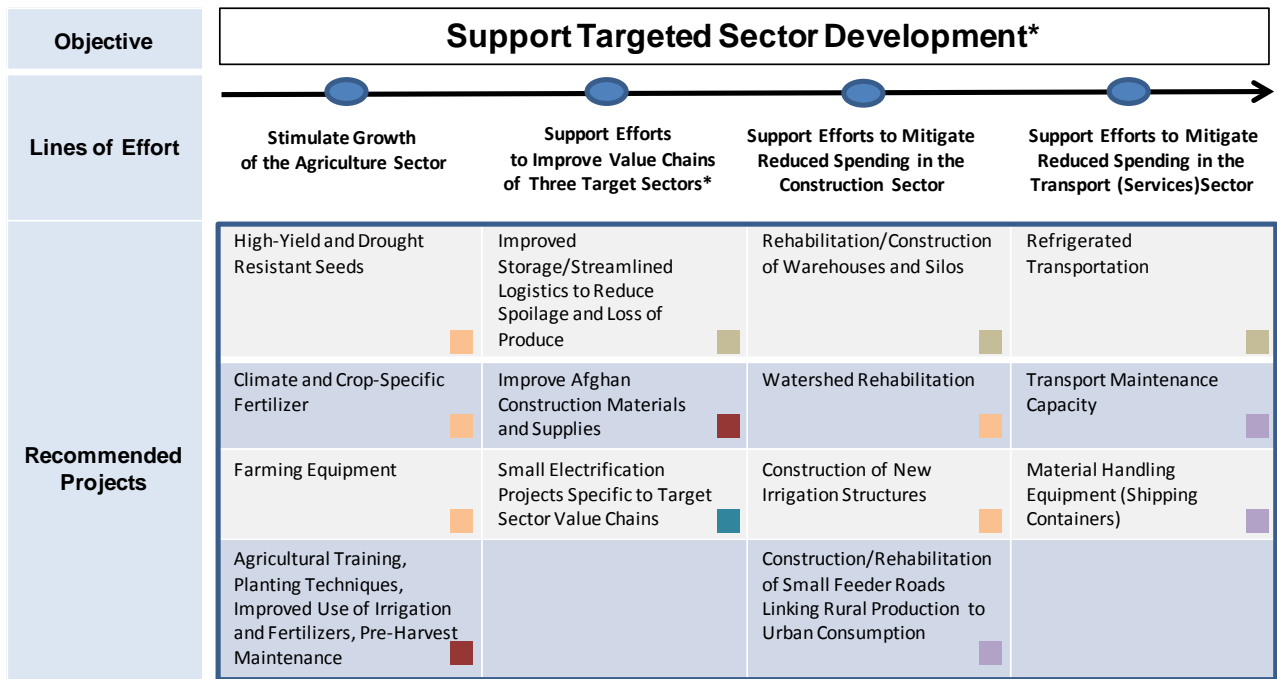 Objective
Support Targeted Sector Development*
Lines of Effort
Stimulate Growth
of the Agriculture Sector
Support Efforts
to Improve Value Chains
of Three Target Sectors*
Support Efforts to Mitigate
Reduced Spending in the
Construction Sector
Support Efforts to Mitigate
Reduced Spending in the
Transport (Services)Sector
Recommended
Projects
High-Yield and Drought
Resistant Seeds
Improved
Storage/Streamlined
Logistics to Reduce
Spoilage and Loss of
Produce
Rehabilitation/Construction
of Warehouses and Silos
Refrigerated
Transportation
Climate and Crop-Specific
Fertilizer
Improve Afghan
Construction Materials
and Supplies
Watershed Rehabilitation
Transport Maintenance
Capacity
Farming Equipment
Small Electrification
Projects Specific to Target
Sector Value Chains
Construction of New
Irrigation Structures
Material Handling
Equipment (Shipping
Containers)
Agricultural Training,
Planting Techniques,
Improved Use of Irrigation
and Fertilizers, Pre-Harvest
Maintenance
Construction/Rehabilitation
of Small Feeder Roads
Linking Rural Production to
Urban Consumption